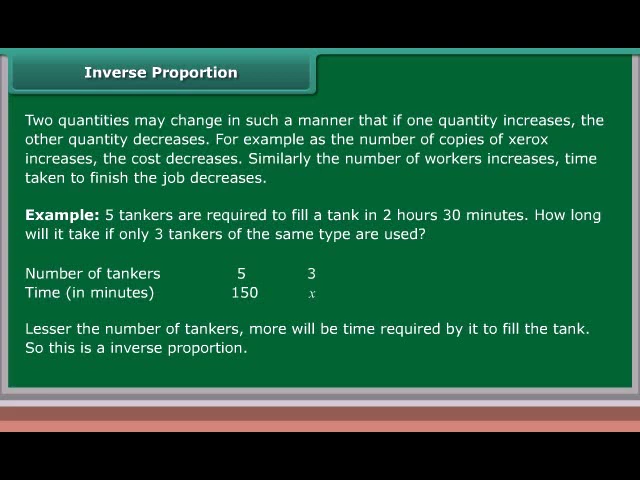 Inverse Proportion
Two quantities may change in such a manner that if one quantity increases, the
other quantity decreases. For example as the number of copies of xerox
increases, the cost decreases. Similarly the number of workers increases, time
taken to finish the job decreases.
Example: 5 tankers are required to fill a tank in 2 hours 30 minutes. How long
will it take if only 3 tankers of the same type are used?
Number of tankers 5 3
Time (in minutes) 150 x
Lesser the number of tankers, more will be time required by it to fill the tank.
So this is a inverse proportion.